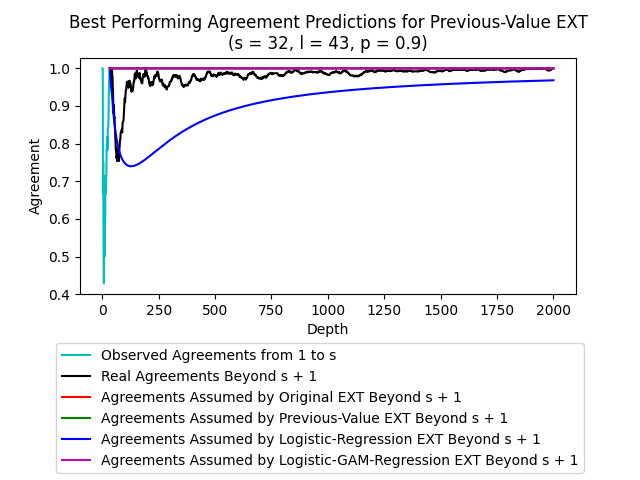 Best Performing Agreement Predictions for Previous-Value EXT
(s = 32, l = 43, p = 0.9)
1.0
0.9
0.8
0.7
0.6
0.5
0.4
Agreement
0 250 500 750 1000 1250 1500 1750 2000
Depth
Observed Agreements from 1 to s
Real Agreements Beyond s + 1
Agreements Assumed by Original EXT Beyond s + 1
Agreements Assumed by Previous-Value EXT Beyond s + 1
Agreements Assumed by Logistic-Regression EXT Beyond s + 1
Agreements Assumed by Logistic-GAM-Regression EXT Beyond s + 1